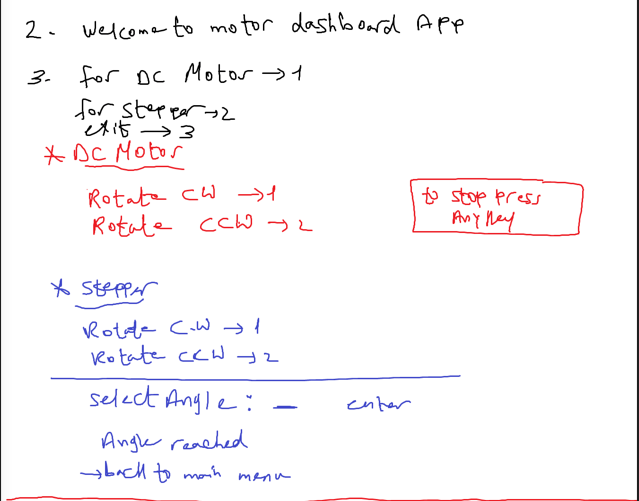 2. Welcome to motor dashboard App
3- for DC Motor → 1
for stepper → 2
exit → 3
* DC Motor
Rotate CW → 1
Rotate CCW → 2
to stop press
Any key
* Stepper
Rotate C.W → 1
Rotate CCW → 2
select Angle : — enter
Angle reached
→ back to main menu